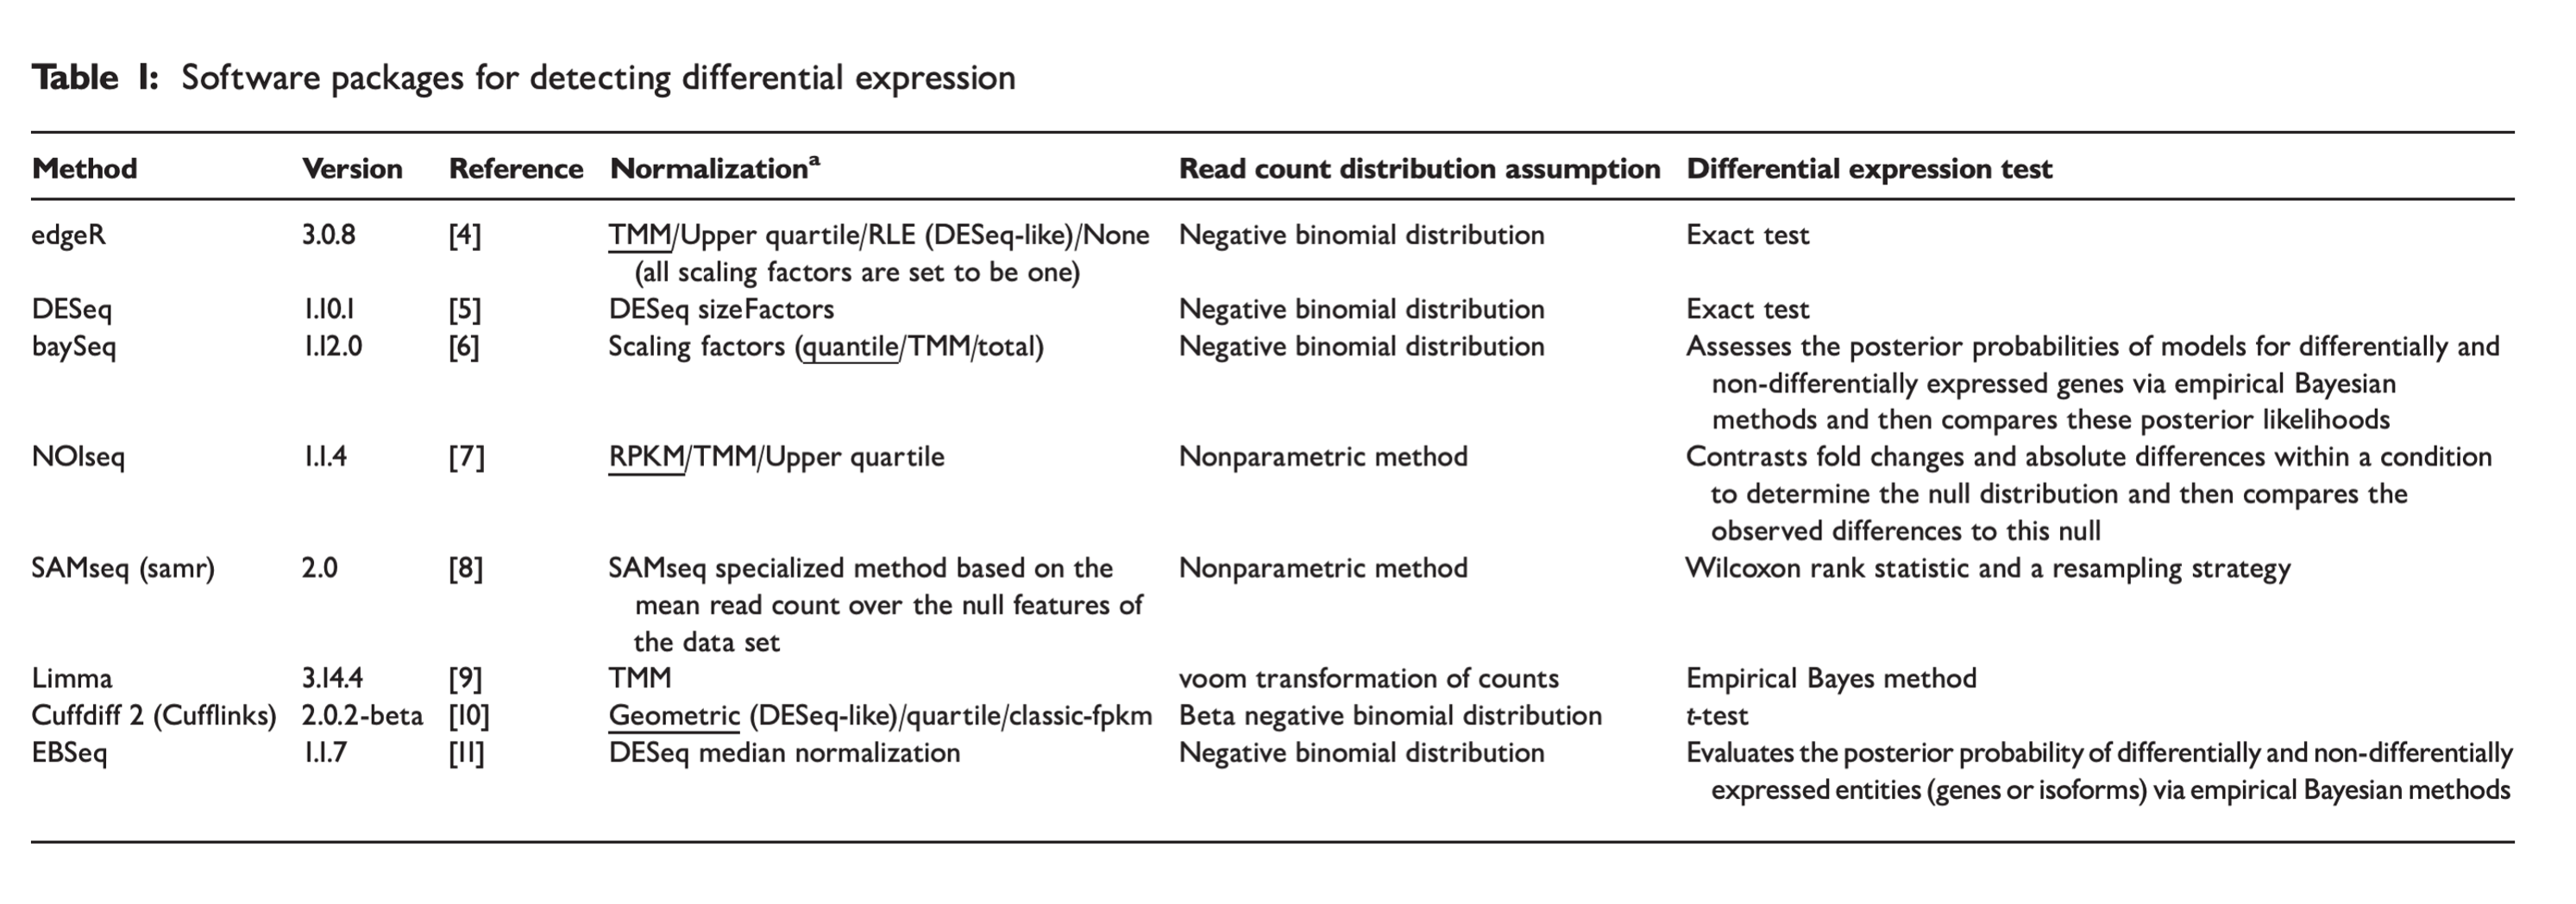 Table 1: Software packages for detecting differential expression
Method Version Reference Normalizationᵃ Read count distribution assumption Differential expression test
edgeR 3.0.8 [4] TMM/Upper quartile/RLE (DESeq-like)/None Negative binomial distribution Exact test
(all scaling factors are set to be one)
DESeq 1.10.1 [5] DESeq sizeFactors Negative binomial distribution Exact test
baySeq 1.12.0 [6] Scaling factors (quantile/TMM/total) Negative binomial distribution Assesses the posterior probabilities of models for differentially and
non-differentially expressed genes via empirical Bayesian
methods and then compares these posterior likelihoods
NOIseq 1.1.4 [7] RPKM/TMM/Upper quartile Nonparametric method Contrasts fold changes and absolute differences within a condition
to determine the null distribution and then compares the
observed differences to this null
SAMseq (samr) 2.0 [8] SAMseq specialized method based on the Nonparametric method Wilcoxon rank statistic and a resampling strategy
mean read count over the null features of
the data set
Limma 3.14.4 [9] TMM voom transformation of counts Empirical Bayes method
Cuffdiff 2 (Cufflinks) 2.0.2-beta [10] Geometric (DESeq-like)/quartile/classic-fpkm Beta negative binomial distribution t-test
EBSeq 1.1.7 [11] DESeq median normalization Negative binomial distribution Evaluates the posterior probability of differentially and non-differentially
expressed entities (genes or isoforms) via empirical Bayesian methods